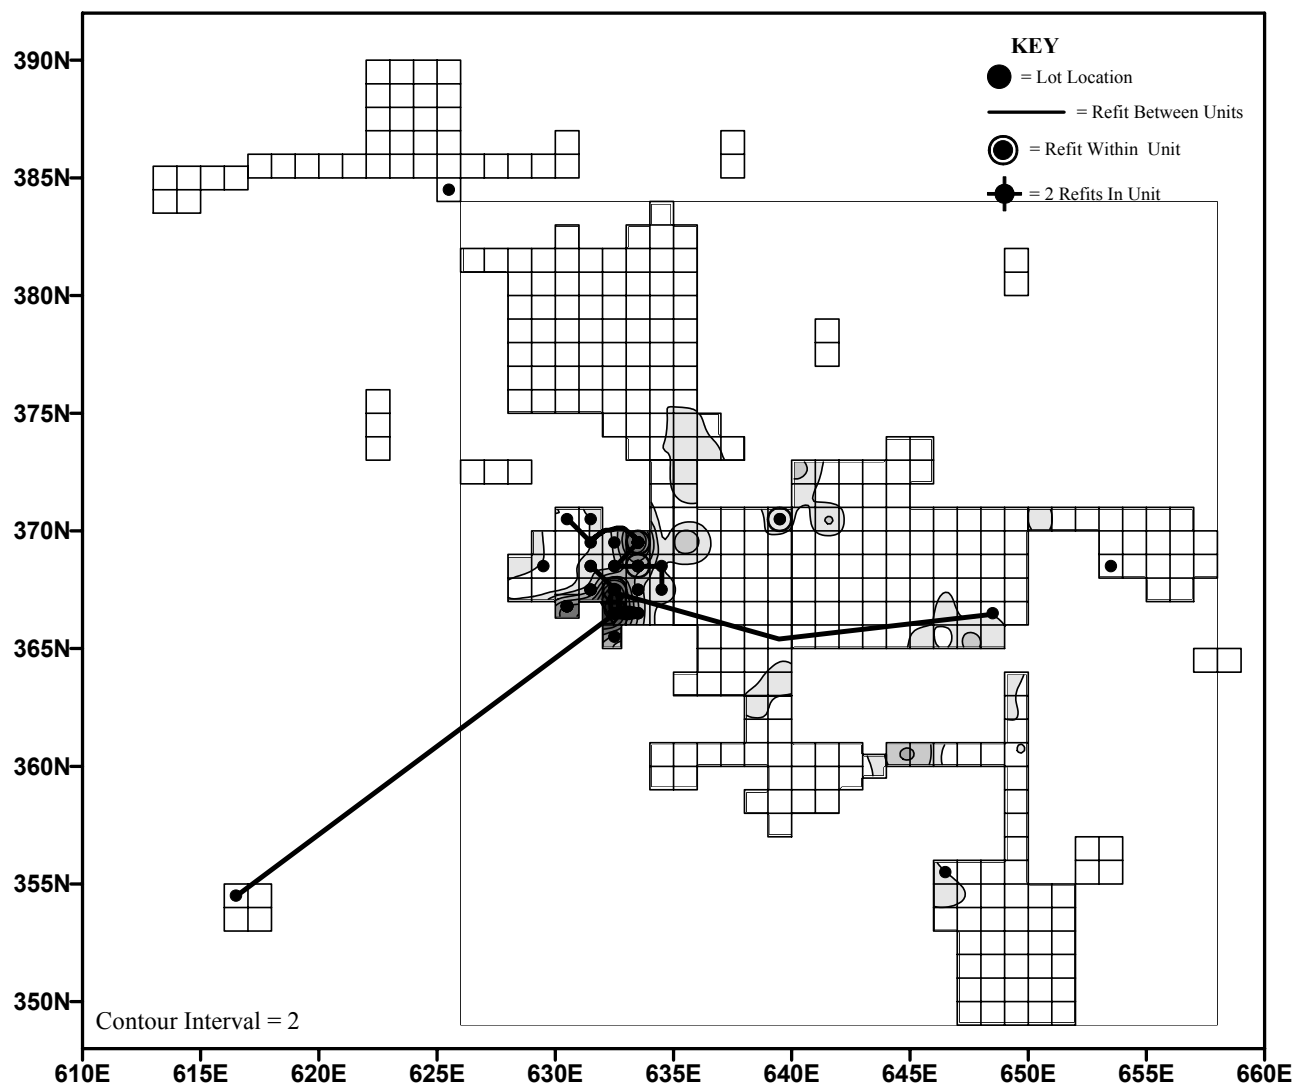 KEY
= Lot Location
= Refit Between Units
= Refit Within Unit
= 2 Refits In Unit
390N
385N
380N
375N
370N
365N
360N
355N
350N
Contour Interval = 2
610E 615E 620E 625E 630E 635E 640E 645E 650E 655E 660E